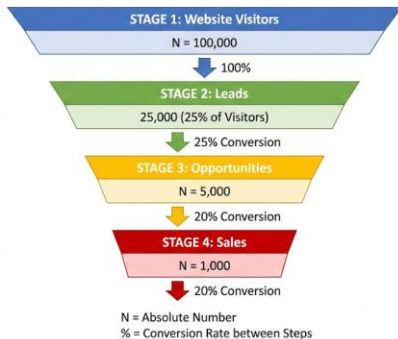 STAGE 1: Website Visitors
N = 100,000
100%
STAGE 2: Leads
25,000 (25% of Visitors)
25% Conversion
STAGE 3: Opportunities
N = 5,000
20% Conversion
STAGE 4: Sales
N = 1,000
20% Conversion
N = Absolute Number
% = Conversion Rate between Steps